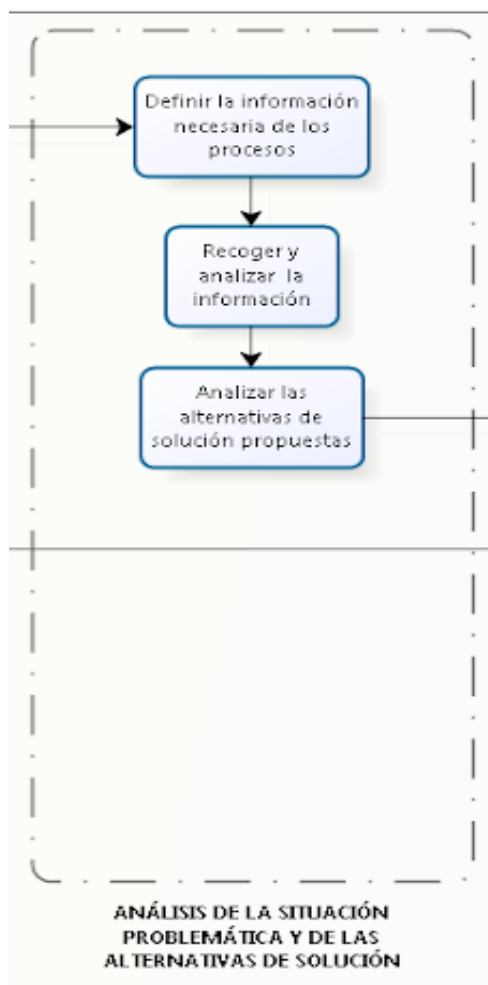 Definir la información
necesaria de los
procesos
Recoger y
analizar la
información
Analizar las
alternativas de
solución propuestas
ANÁLISIS DE LA SITUACIÓN
PROBLEMÁTICA Y DE LAS
ALTERNATIVAS DE SOLUCIÓN